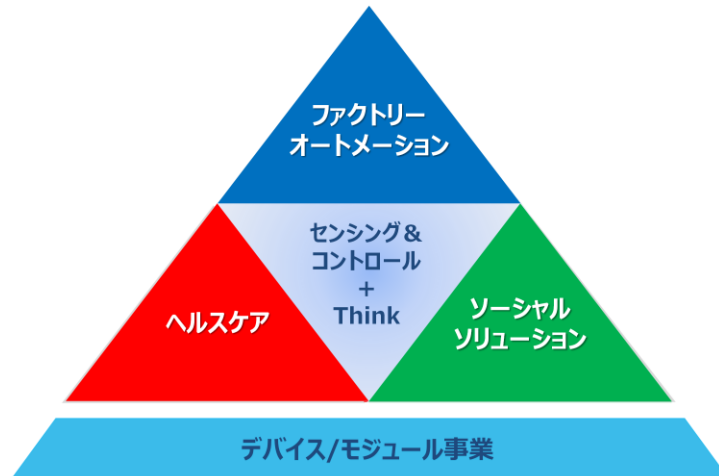 ファクトリー
オートメーション
センシング&
コントロール
+
Think
ヘルスケア
ソーシャル
ソリューション
デバイス/モジュール事業